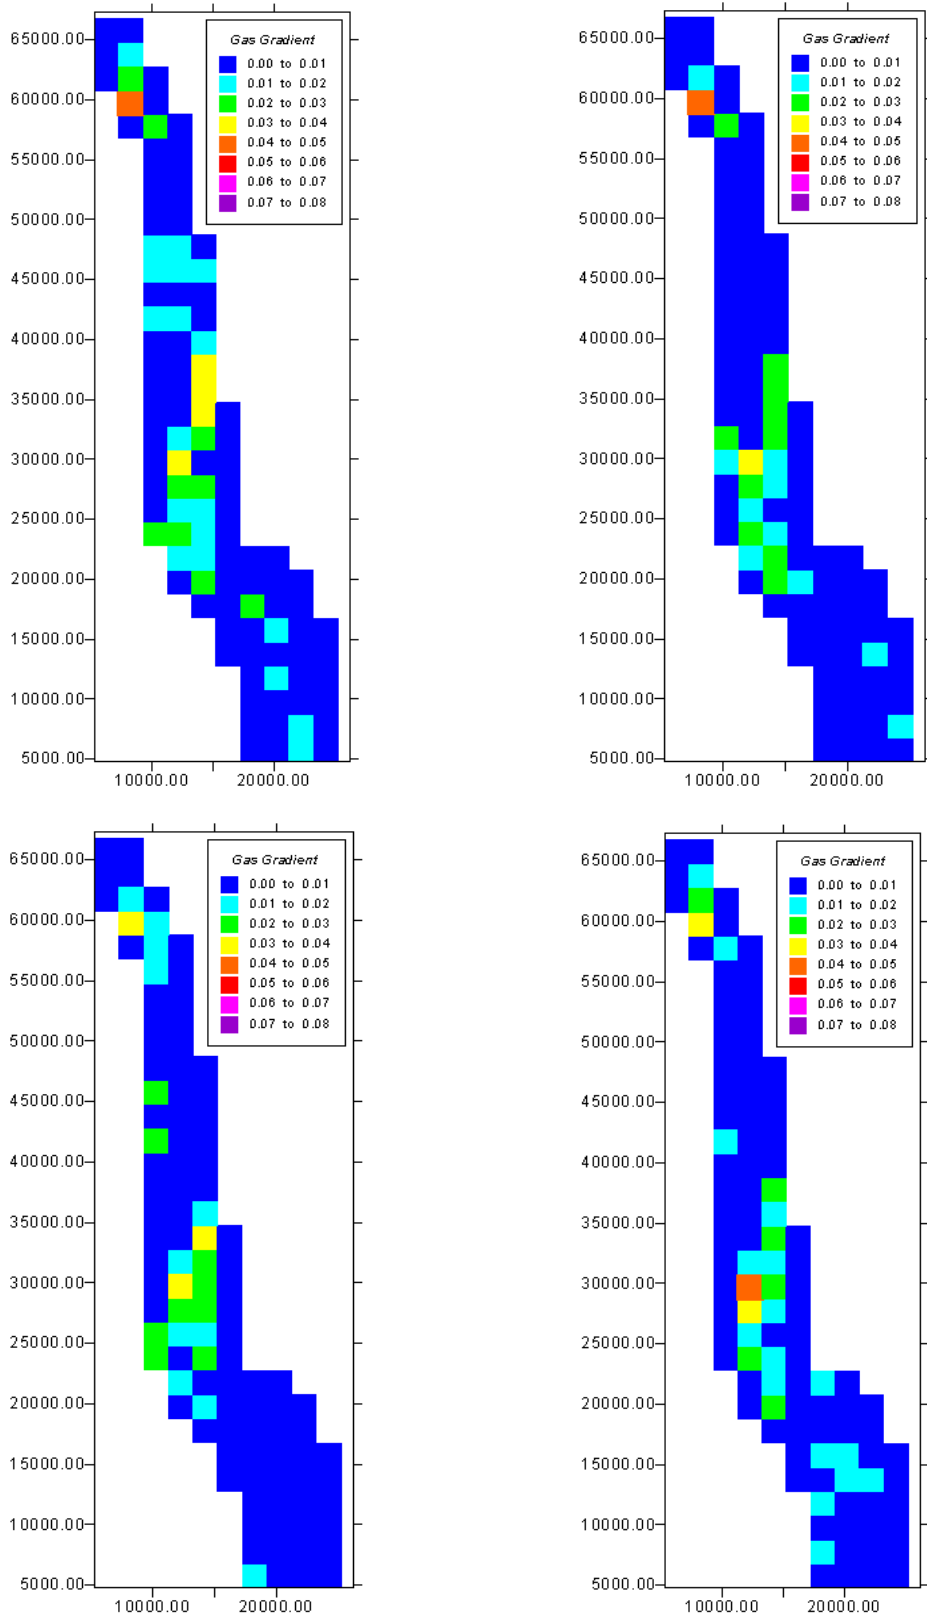 65000.00
60000.00
55000.00
50000.00
45000.00
40000.00
35000.00
30000.00
25000.00
20000.00
15000.00
10000.00
5000.00
10000.00 20000.00
Gas Gradient
0.00 to 0.01
0.01 to 0.02
0.02 to 0.03
0.03 to 0.04
0.04 to 0.05
0.05 to 0.06
0.06 to 0.07
0.07 to 0.08
65000.00
60000.00
55000.00
50000.00
45000.00
40000.00
35000.00
30000.00
25000.00
20000.00
15000.00
10000.00
5000.00
10000.00 20000.00
Gas Gradient
0.00 to 0.01
0.01 to 0.02
0.02 to 0.03
0.03 to 0.04
0.04 to 0.05
0.05 to 0.06
0.06 to 0.07
0.07 to 0.08
65000.00
60000.00
55000.00
50000.00
45000.00
40000.00
35000.00
30000.00
25000.00
20000.00
15000.00
10000.00
5000.00
10000.00 20000.00
Gas Gradient
0.00 to 0.01
0.01 to 0.02
0.02 to 0.03
0.03 to 0.04
0.04 to 0.05
0.05 to 0.06
0.06 to 0.07
0.07 to 0.08
65000.00
60000.00
55000.00
50000.00
45000.00
40000.00
35000.00
30000.00
25000.00
20000.00
15000.00
10000.00
5000.00
10000.00 20000.00
Gas Gradient
0.00 to 0.01
0.01 to 0.02
0.02 to 0.03
0.03 to 0.04
0.04 to 0.05
0.05 to 0.06
0.06 to 0.07
0.07 to 0.08